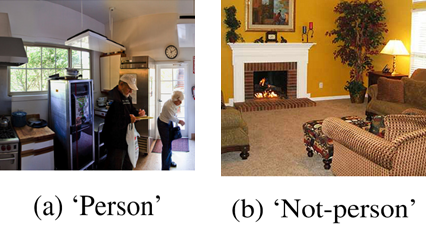 (a) ‘Person’
(b) ‘Not-person’